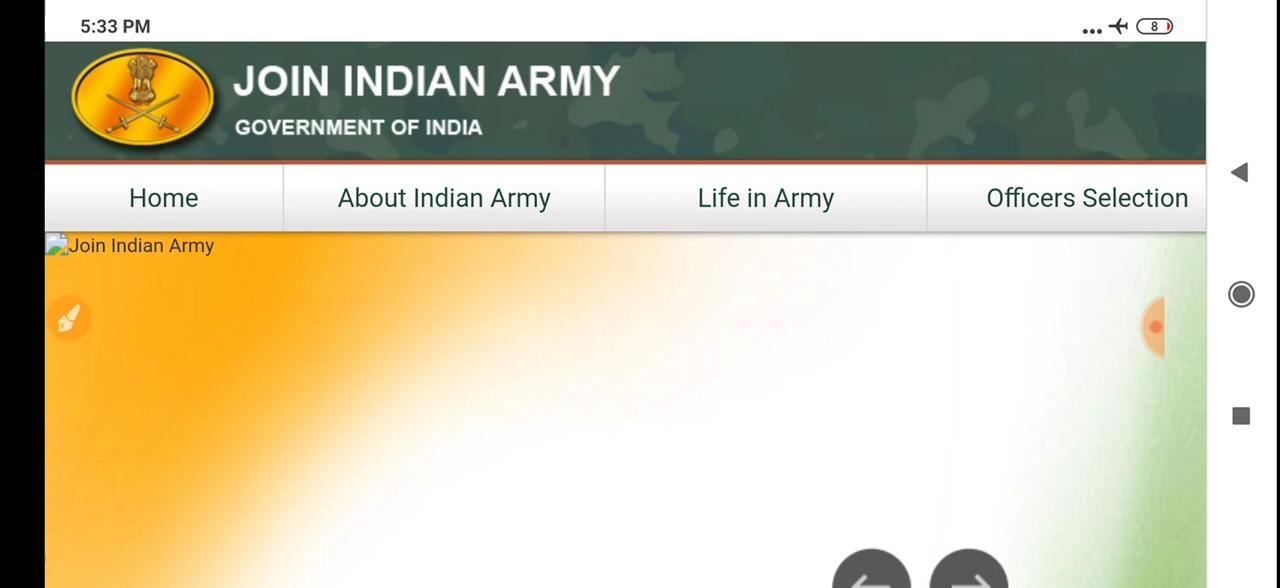 5:33 PM
8
JOIN INDIAN ARMY
GOVERNMENT OF INDIA
Home About Indian Army Life in Army Officers Selection
Join Indian Army